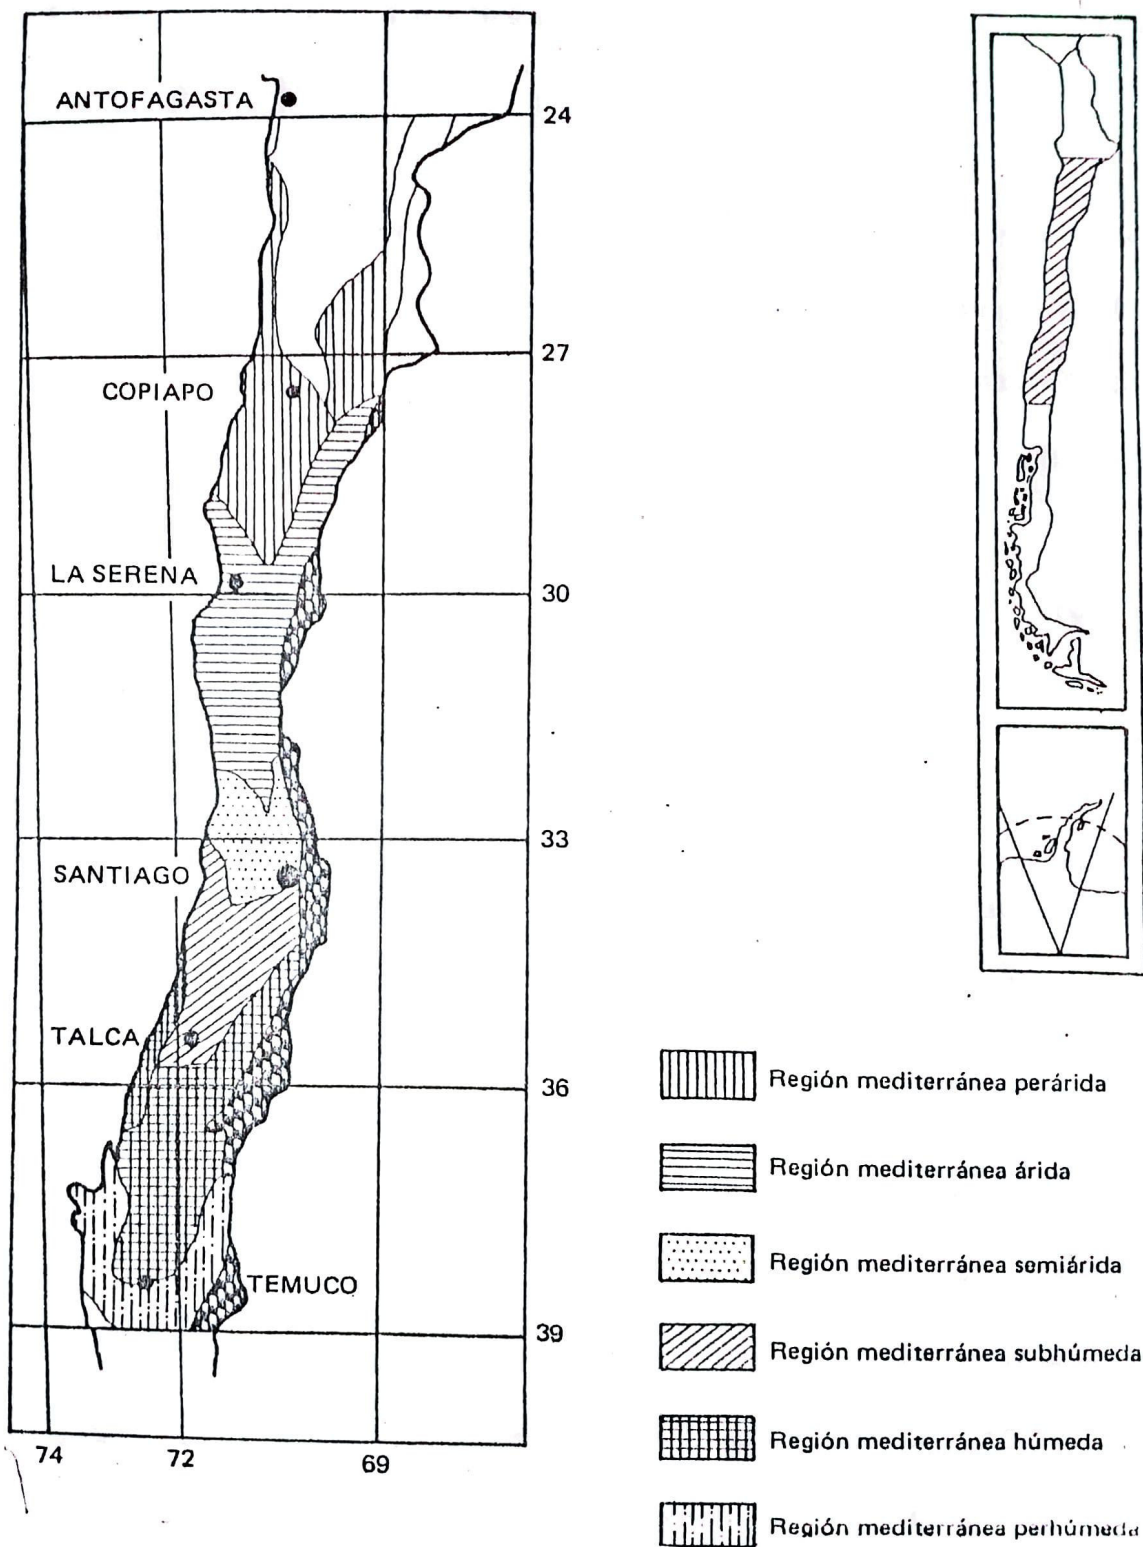 ANTOFAGASTA
24
27
COPIAPO
LA SERENA
30
33
SANTIAGO
TALCA
36
TEMUCO
39
74
72
69
Región mediterránea perárida
Región mediterránea árida
Región mediterránea semiárida
Región mediterránea subhúmeda
Región mediterránea húmeda
Región mediterránea perhúmeda